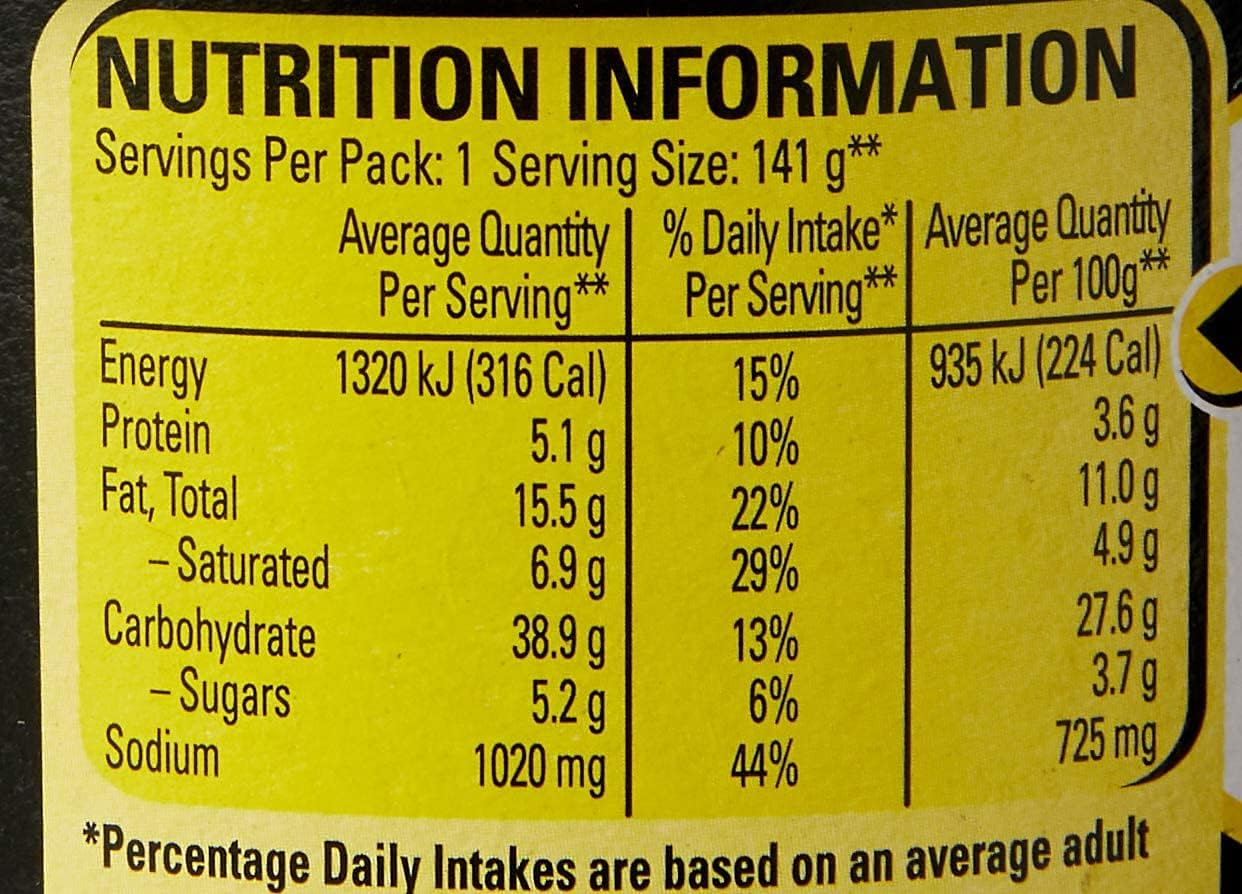 NUTRITION INFORMATION
Servings Per Pack: 1 Serving Size: 141 g**
Average Quantity Per Serving** % Daily Intake* Per Serving** Average Quantity Per 100g**
Energy 1320 kJ (316 Cal) 15% 935 kJ (224 Cal)
Protein 5.1 g 10% 3.6 g
Fat, Total 15.5 g 22% 11.0 g
– Saturated 6.9 g 29% 4.9 g
Carbohydrate 38.9 g 13% 27.6 g
– Sugars 5.2 g 6% 3.7 g
Sodium 1020 mg 44% 725 mg
*Percentage Daily Intakes are based on an average adult